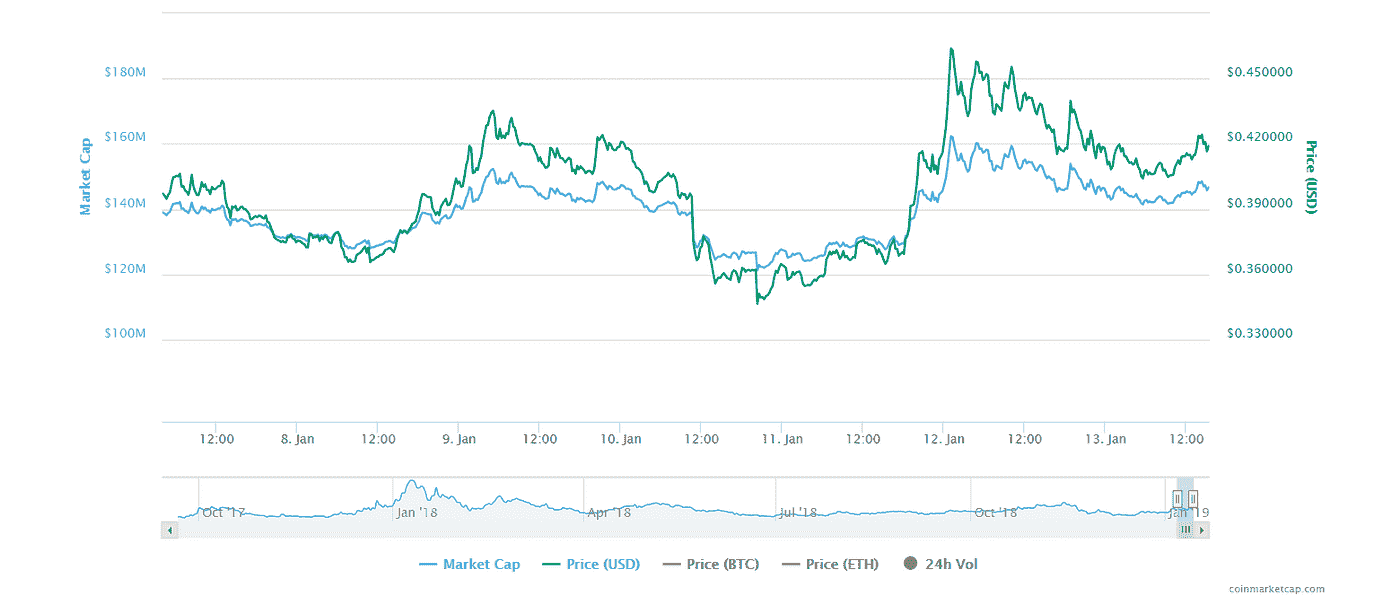 $180M
$160M
$140M
$120M
$100M
Market Cap
$0.450000
$0.420000
$0.390000
$0.360000
$0.330000
Price (USD)
12:00 8. Jan 12:00 9. Jan 12:00 10. Jan 12:00 11. Jan 12:00 12. Jan 12:00 13. Jan 12:00
Oct '17 Jan '18 Apr '18 Jul '18 Oct '18 Jan '19
Market Cap Price (USD) Price (BTC) Price (ETH) 24h Vol
coinmarketcap.com